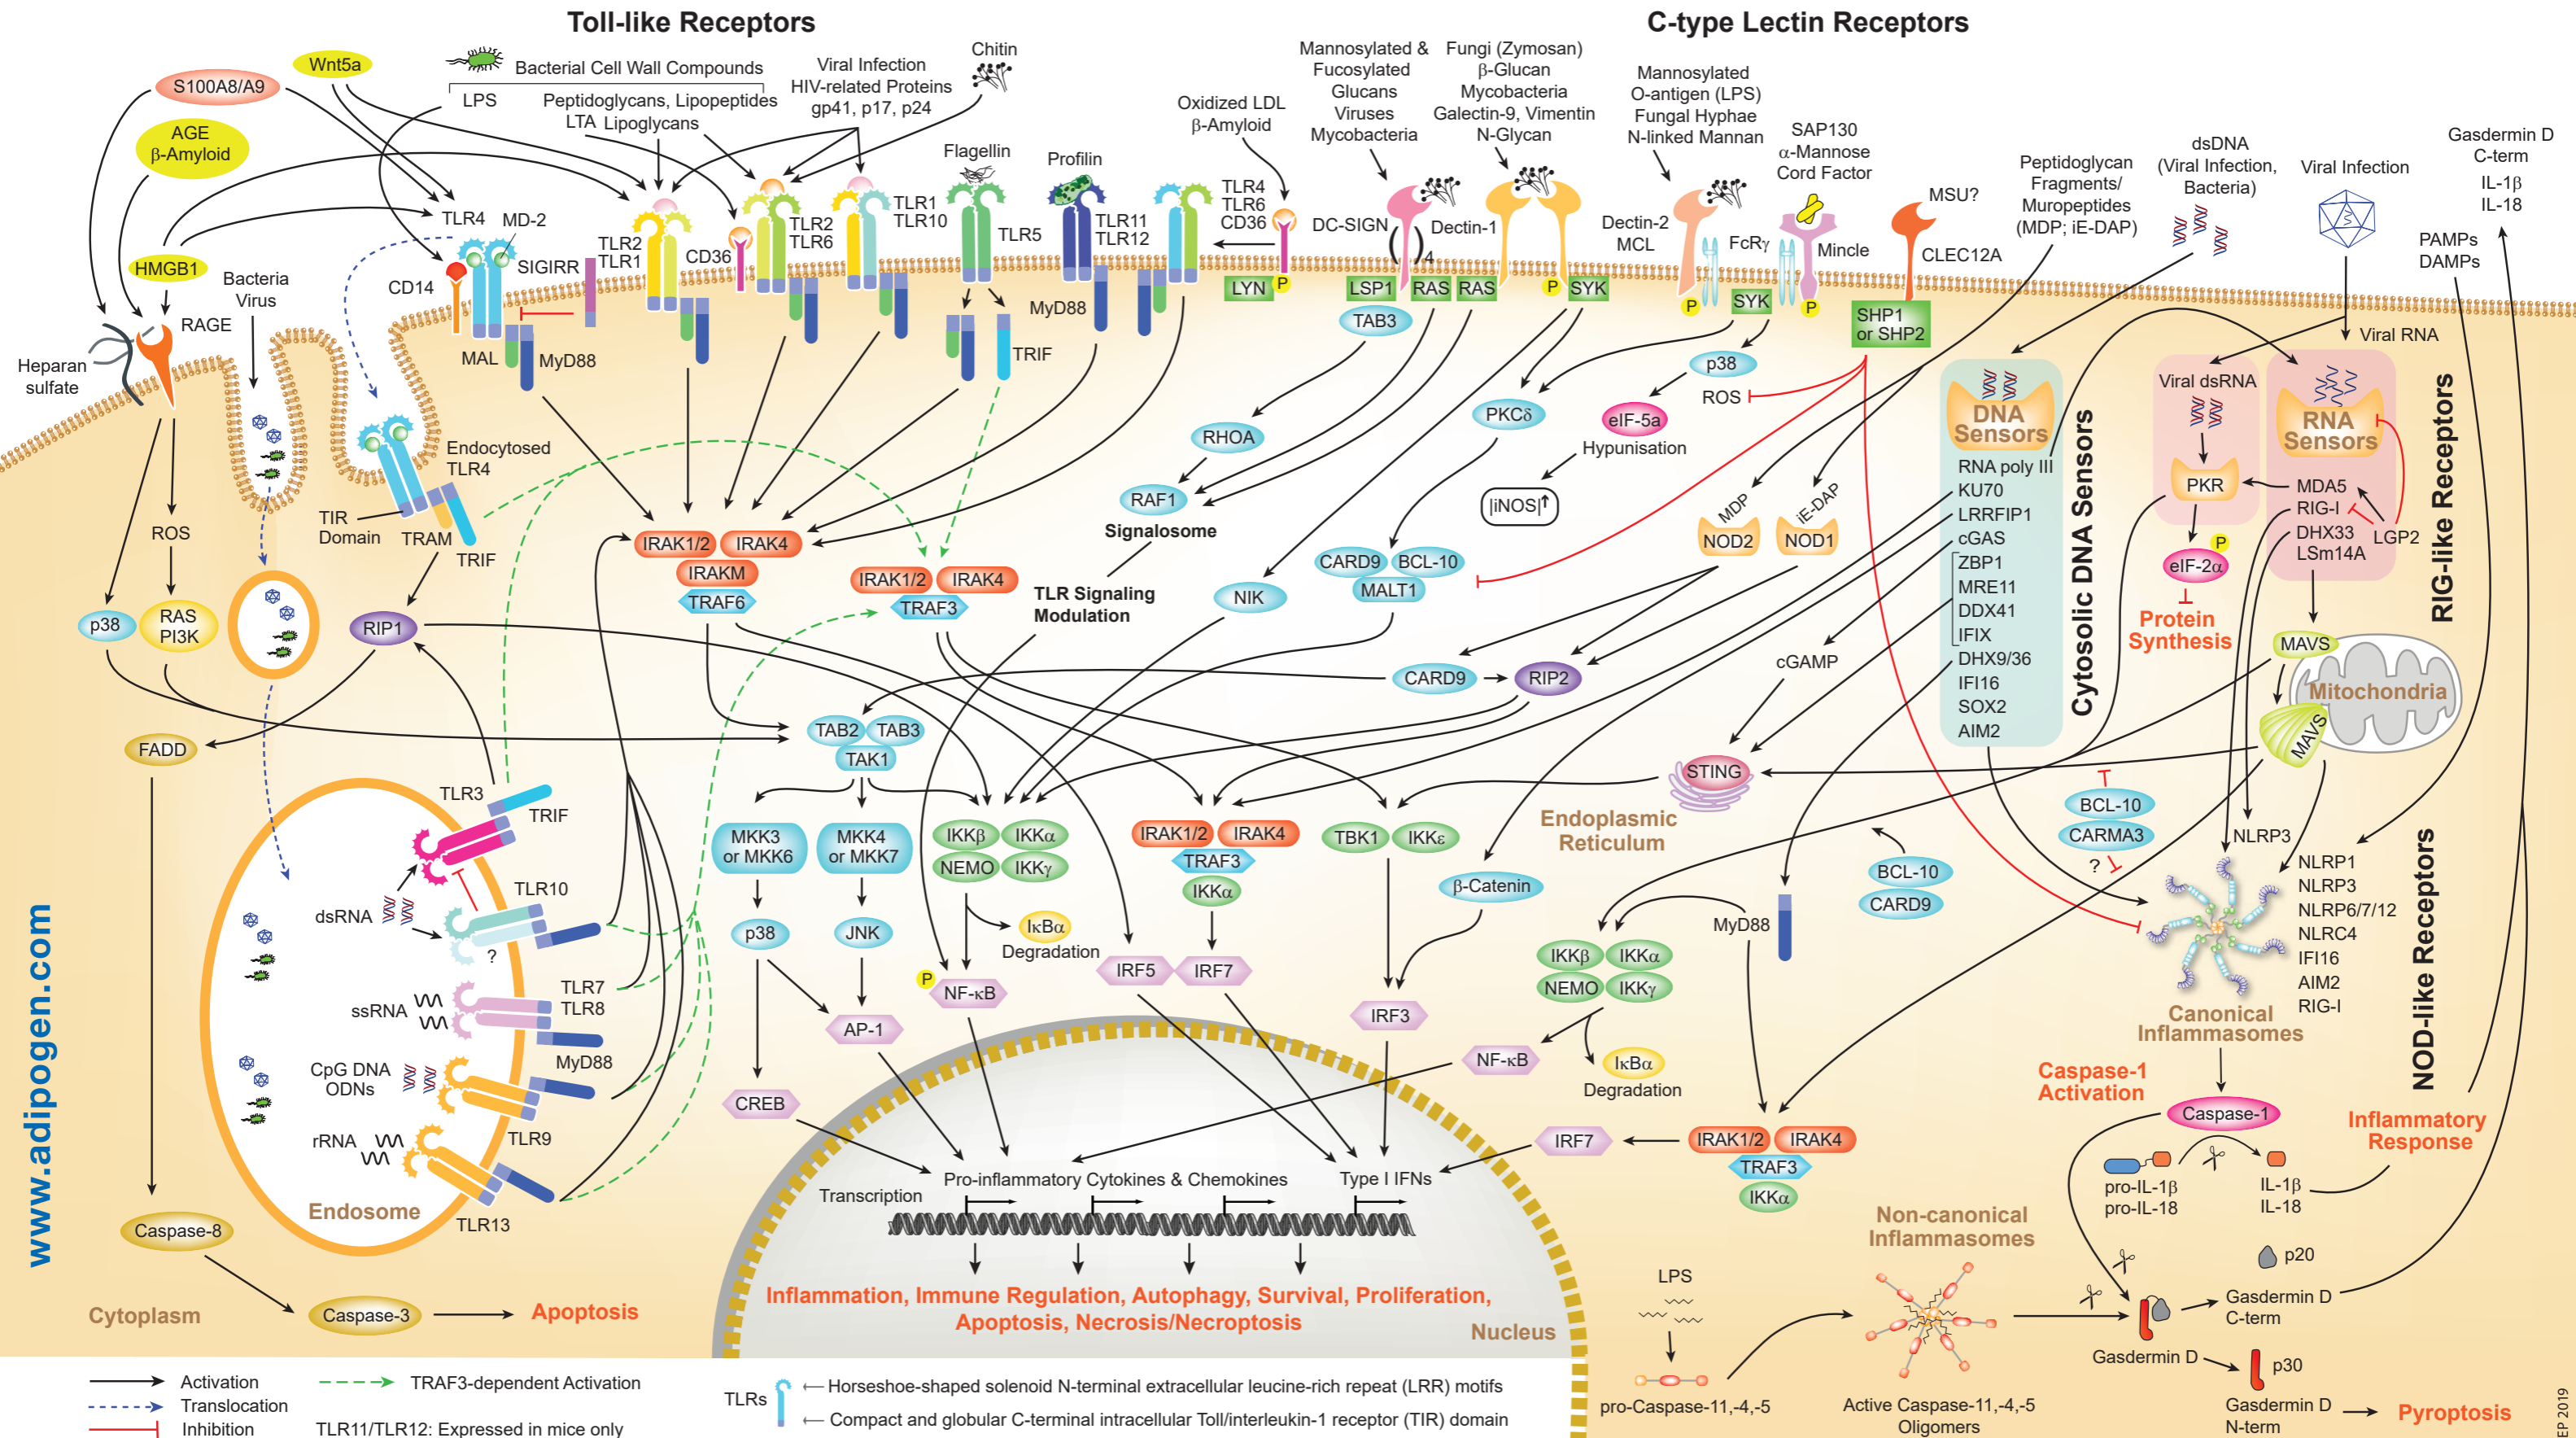 Toll-like Receptors
C-type Lectin Receptors
S100A8/A9
Wnt5a
AGE
β-Amyloid
HMGB1
LPS
Bacterial Cell Wall Compounds
Peptidoglycans, Lipopeptides
LTA Lipoglycans
Viral Infection
HIV-related Proteins
gp41, p17, p24
Chitin
Flagellin
Profilin
Oxidized LDL
β-Amyloid
Mannosylated &
Fucosylated
Glucans
Viruses
Mycobacteria
Fungi (Zymosan)
β-Glucan
Mycobacteria
Galectin-9, Vimentin
N-Glycan
Mannosylated
O-antigen (LPS)
Fungal Hyphae
N-linked Mannan
SAP130
α-Mannose
Cord Factor
MSU?
Peptidoglycan
Fragments/
Muropeptides
(MDP; iE-DAP)
dsDNA
(Viral Infection,
Bacteria)
Viral Infection
Gasdermin D
C-term
IL-1β
IL-18
PAMPs
DAMPs
Heparan
sulfate
RAGE
Bacteria
Virus
TLR4
MD-2
CD14
SIGIRR
MAL
MyD88
TLR2
TLR1
CD36
TLR2
TLR6
TLR1
TLR10
TLR5
TRIF
TLR11
TLR12
MyD88
TLR4
TLR6
CD36
LYN
P
DC-SIGN
( )4
LSP1
RAS
TAB3
Dectin-1
RAS
P
SYK
Dectin-2
MCL
FcRγ
P
SYK
P
Mincle
CLEC12A
SHP1
or SHP2
Viral RNA
Endocytosed
TLR4
TIR
Domain
TRAM
TRIF
ROS
p38
RAS
PI3K
RIP1
FADD
Caspase-8
Caspase-3
Apoptosis
Cytoplasm
www.adipogen.com
IRAK1/2
IRAK4
IRAKM
TRAF6
IRAK1/2
IRAK4
TRAF3
RHOA
RAF1
Signalosome
TLR Signaling
Modulation
NIK
PKCδ
p38
ROS
eIF-5a
Hypunisation
|iNOS|↑
CARD9
BCL-10
MALT1
MDP
NOD2
iE-DAP
NOD1
CARD9
RIP2
cGAMP
STING
Endoplasmic
Reticulum
DNA
Sensors
RNA poly III
KU70
LRRFIP1
cGAS
ZBP1
MRE11
DDX41
IFIX
DHX9/36
IFI16
SOX2
AIM2
Cytosolic DNA Sensors
Viral dsRNA
PKR
P
eIF-2α
Protein
Synthesis
RNA
Sensors
MDA5
RIG-I
DHX33
LSm14A
LGP2
RIG-like Receptors
MAVS
Mitochondria
MAVS
TAB2
TAB3
TAK1
MKK3
or MKK6
MKK4
or MKK7
p38
JNK
AP-1
CREB
IKKβ
IKKα
NEMO
IKKγ
IκBα
Degradation
P
NF-κB
IRAK1/2
IRAK4
TRAF3
IKKα
IRF5
IRF7
TBK1
IKKε
β-Catenin
IRF3
TLR3
TRIF
TLR10
dsRNA
?
TLR7
TLR8
ssRNA
MyD88
CpG DNA
ODNs
TLR9
rRNA
TLR13
Endosome
BCL-10
CARMA3
?
BCL-10
CARD9
MyD88
IKKβ
IKKα
NEMO
IKKγ
NF-κB
IκBα
Degradation
IRF7
IRAK1/2
IRAK4
TRAF3
IKKα
NLRP3
NLRP1
NLRP3
NLRP6/7/12
NLRC4
IFI16
AIM2
RIG-I
NOD-like Receptors
Canonical
Inflammasomes
Caspase-1
Activation
Caspase-1
Inflammatory
Response
pro-IL-1β
pro-IL-18
IL-1β
IL-18
p20
Gasdermin D
C-term
Gasdermin D
p30
Gasdermin D
N-term
Pyroptosis
Non-canonical
Inflammasomes
LPS
pro-Caspase-11,-4,-5
Active Caspase-11,-4,-5
Oligomers
Transcription
Pro-inflammatory Cytokines & Chemokines
Type I IFNs
Inflammation, Immune Regulation, Autophagy, Survival, Proliferation,
Apoptosis, Necrosis/Necroptosis
Nucleus
Activation
TRAF3-dependent Activation
Translocation
Inhibition
TLR11/TLR12: Expressed in mice only
TLRs
Horseshoe-shaped solenoid N-terminal extracellular leucine-rich repeat (LRR) motifs
Compact and globular C-terminal intracellular Toll/interleukin-1 receptor (TIR) domain
EP 2019